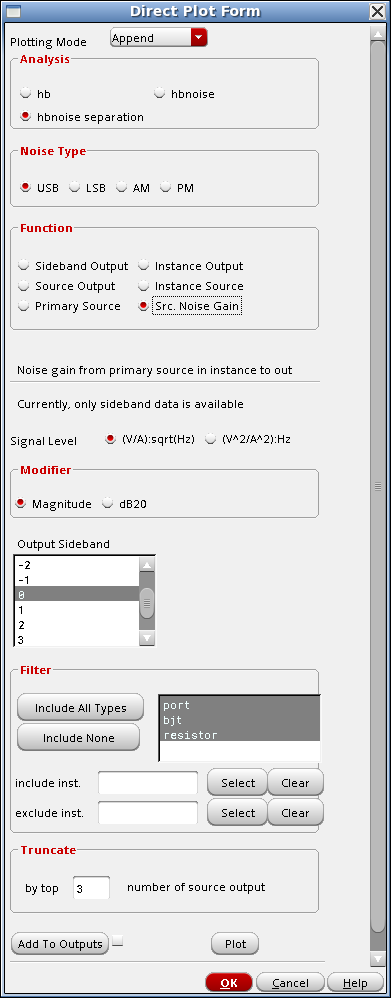 Direct Plot Form
Plotting Mode Append
Analysis
hb hbnoise
hbnoise separation
Noise Type
USB LSB AM PM
Function
Sideband Output Instance Output
Source Output Instance Source
Primary Source Src. Noise Gain
Noise gain from primary source in instance to out
Currently, only sideband data is available
Signal Level (V/A):sqrt(Hz) (V^2/A^2):Hz
Modifier
Magnitude dB20
Output Sideband
-2
-1
0
1
2
3
Filter
Include All Types
Include None
port
bjt
resistor
include inst. Select Clear
exclude inst. Select Clear
Truncate
by top 3 number of source output
Add To Outputs Plot
OK Cancel Help